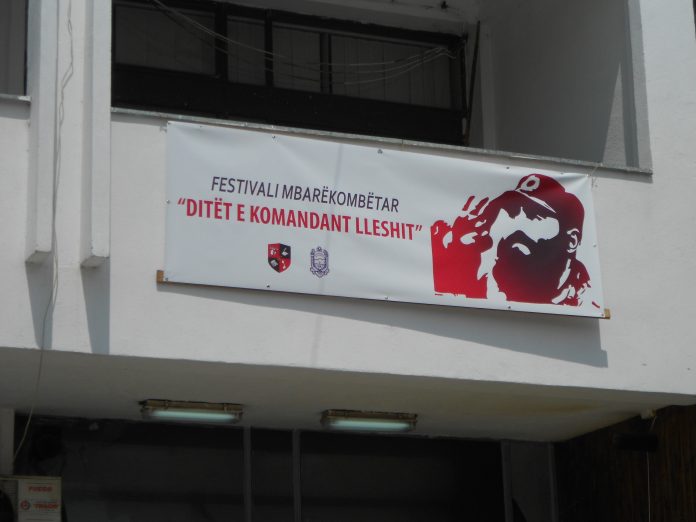 FESTIVALI MBARËKOMBËTAR
"DITËT E KOMANDANT LLESHIT"